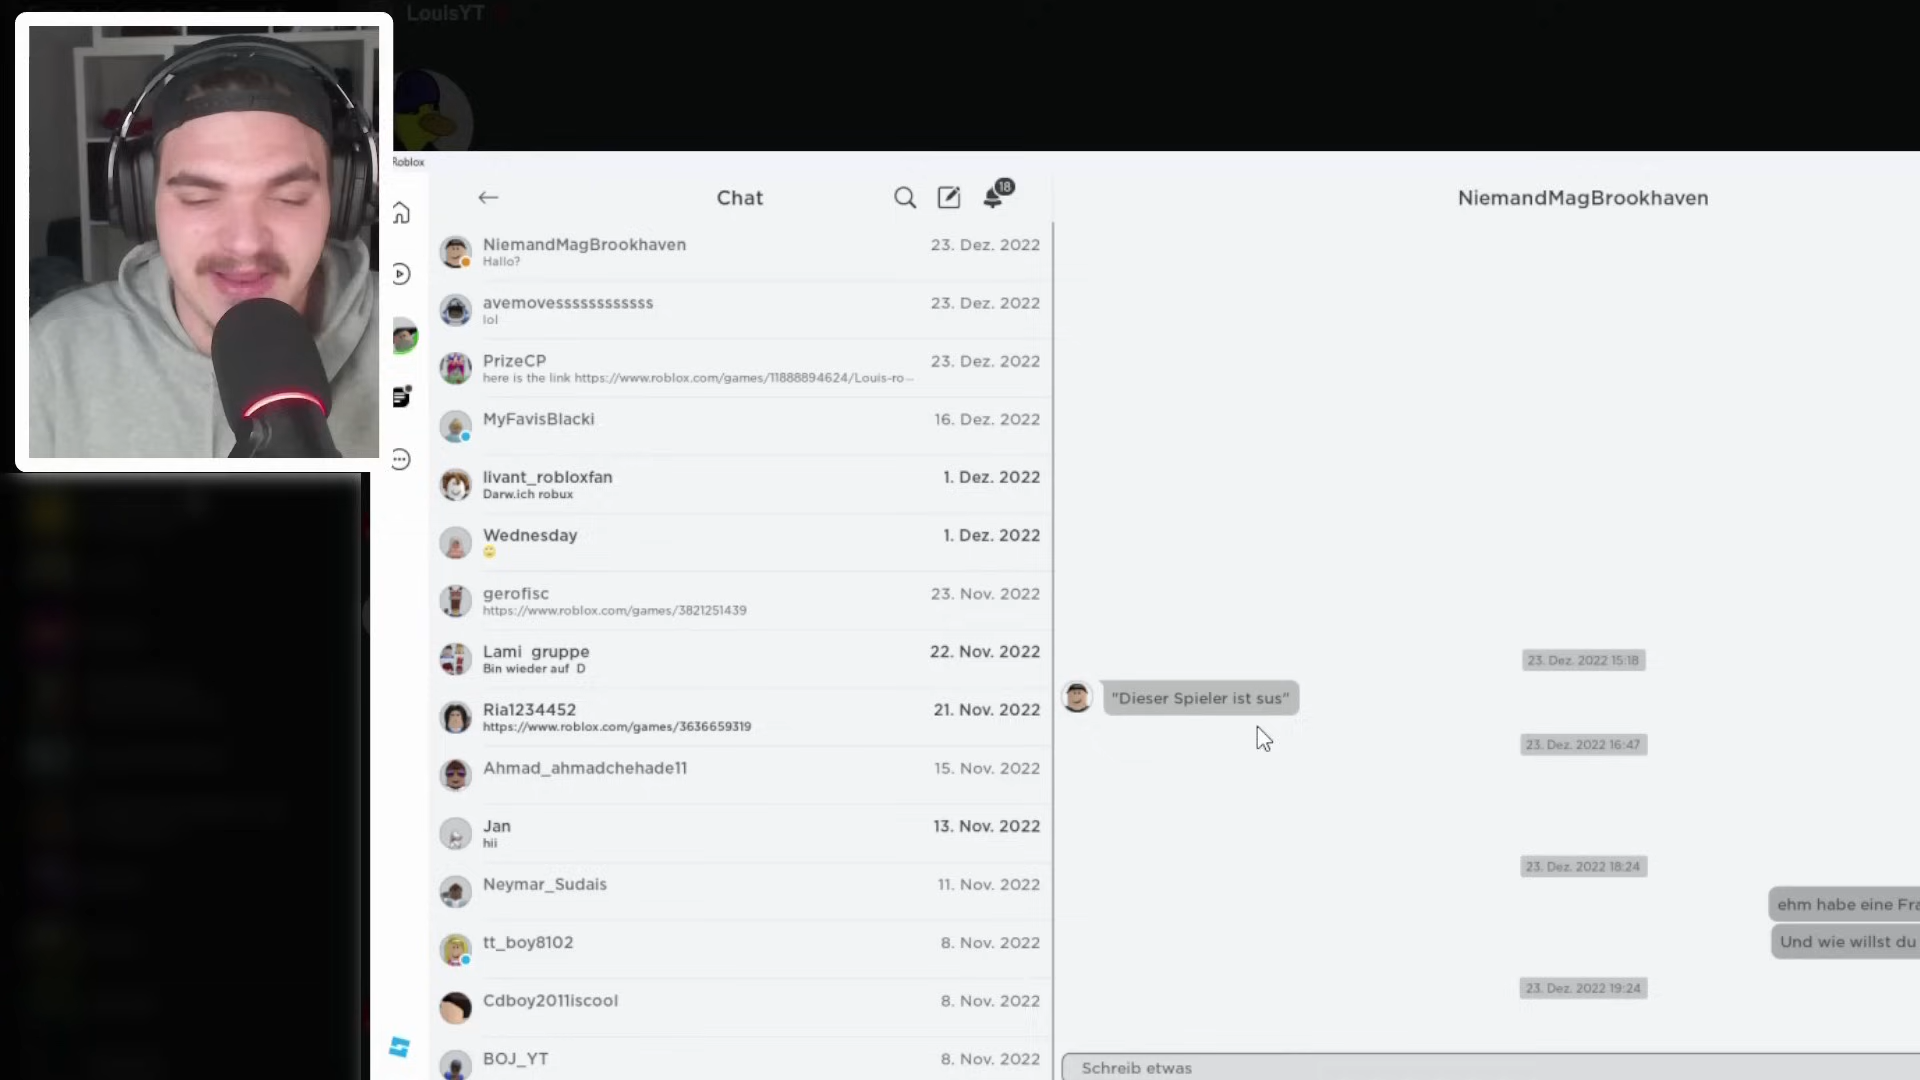 LouisYT
Roblox
Chat
18
NiemandMagBrookhaven
23. Dez. 2022
Hallo?
avemovessssssssssss
23. Dez. 2022
lol
PrizeCP
23. Dez. 2022
here is the link https://www.roblox.com/games/11888894624/Louis-ro...
MyFavisBlacki
16. Dez. 2022
livant_robloxfan
1. Dez. 2022
Darw.ich robux
Wednesday
1. Dez. 2022
🙄
gerofisc
23. Nov. 2022
https://www.roblox.com/games/3821251439
Lami gruppe
22. Nov. 2022
Bin wieder auf D
Ria1234452
21. Nov. 2022
https://www.roblox.com/games/3636659319
Ahmad_ahmadchehade11
15. Nov. 2022
Jan
13. Nov. 2022
hii
Neymar_Sudais
11. Nov. 2022
tt_boy8102
8. Nov. 2022
Cdboy2011iscool
8. Nov. 2022
BOJ_YT
8. Nov. 2022
NiemandMagBrookhaven
23. Dez. 2022 15:18
"Dieser Spieler ist sus"
23. Dez. 2022 16:47
23. Dez. 2022 18:24
ehm habe eine Fra
Und wie willst du
23. Dez. 2022 19:24
Schreib etwas